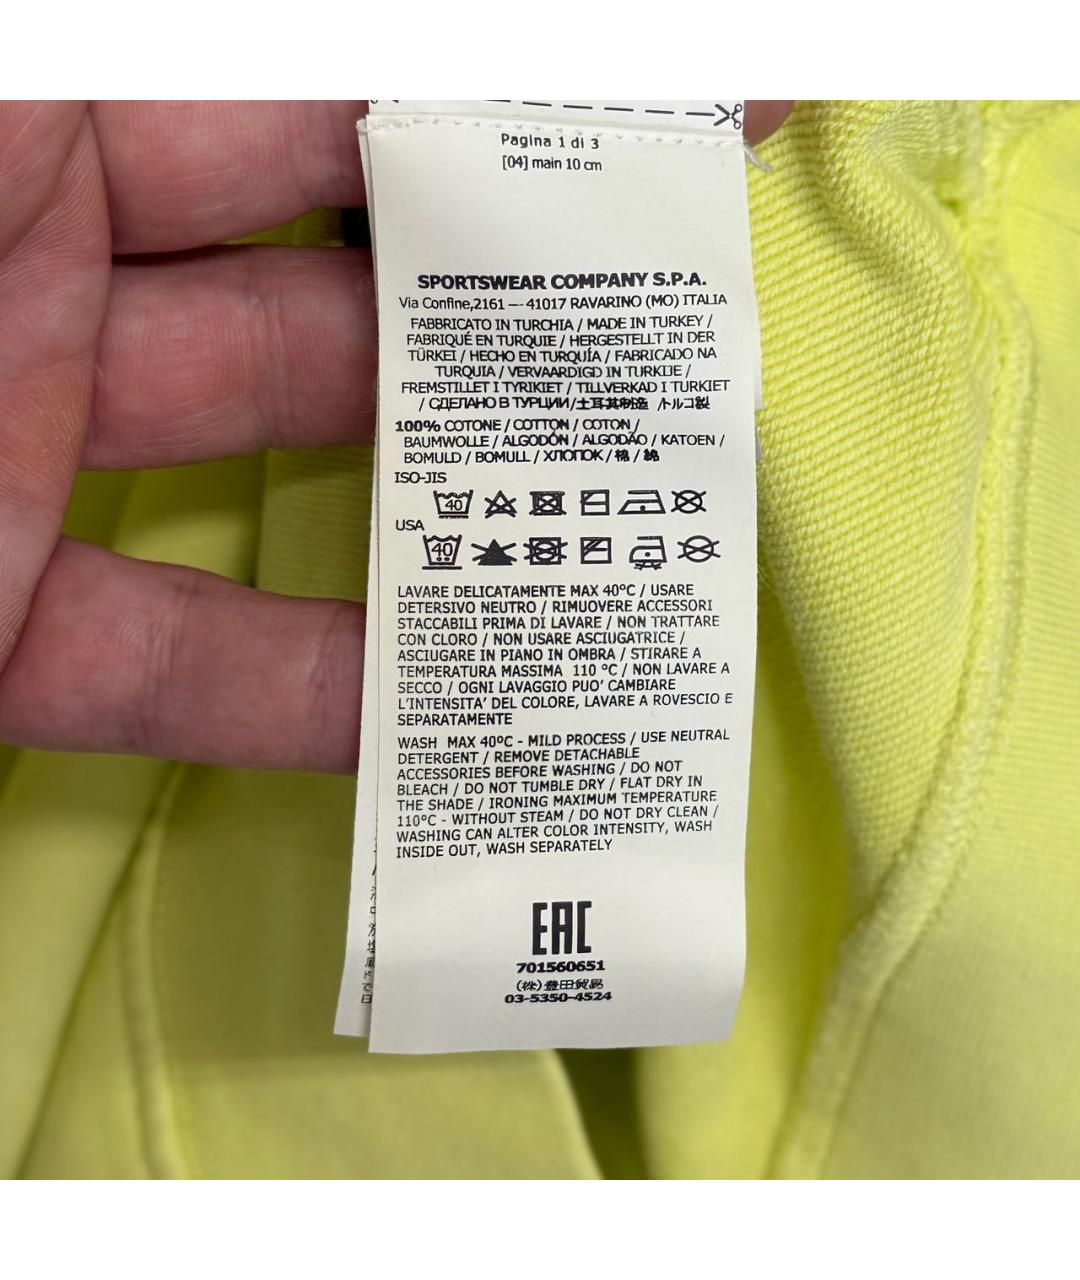 Pagina 1 di 3
[04] main 10 cm
SPORTSWEAR COMPANY S.P.A.
Via Confine,2161 -- 41017 RAVARINO (MO) ITALIA
FABBRICATO IN TURCHIA / MADE IN TURKEY /
FABRIQUÉ EN TURQUIE / HERGESTELLT IN DER
TÜRKEI / HECHO EN TURQUÍA / FABRICADO NA
TURQUIA / VERVAARDIGD IN TURKIJE /
FREMSTILLET I TYRKIET / TILLVERKAD I TURKIET
/ СДЕЛАНО В ТУРЦИИ/土耳其制造 /トルコ製
100% COTONE / COTTON / COTON /
BAUMWOLLE / ALGODÓN / ALGODÃO / KATOEN /
BOMULD / BOMULL / ХЛОПОК / 棉 / 綿
ISO-JIS
40
USA
40
LAVARE DELICATAMENTE MAX 40°C / USARE
DETERSIVO NEUTRO / RIMUOVERE ACCESSORI
STACCABILI PRIMA DI LAVARE / NON TRATTARE
CON CLORO / NON USARE ASCIUGATRICE /
ASCIUGARE IN PIANO IN OMBRA / STIRARE A
TEMPERATURA MASSIMA 110 °C / NON LAVARE A
SECCO / OGNI LAVAGGIO PUO' CAMBIARE
L'INTENSITA' DEL COLORE, LAVARE A ROVESCIO E
SEPARATAMENTE
WASH MAX 40°C - MILD PROCESS / USE NEUTRAL
DETERGENT / REMOVE DETACHABLE
ACCESSORIES BEFORE WASHING / DO NOT
BLEACH / DO NOT TUMBLE DRY / FLAT DRY IN
THE SHADE / IRONING MAXIMUM TEMPERATURE
110°C - WITHOUT STEAM / DO NOT DRY CLEAN /
WASHING CAN ALTER COLOR INTENSITY, WASH
INSIDE OUT, WASH SEPARATELY
EAC
701560651
(株)豊田貿易
03-5350-4524